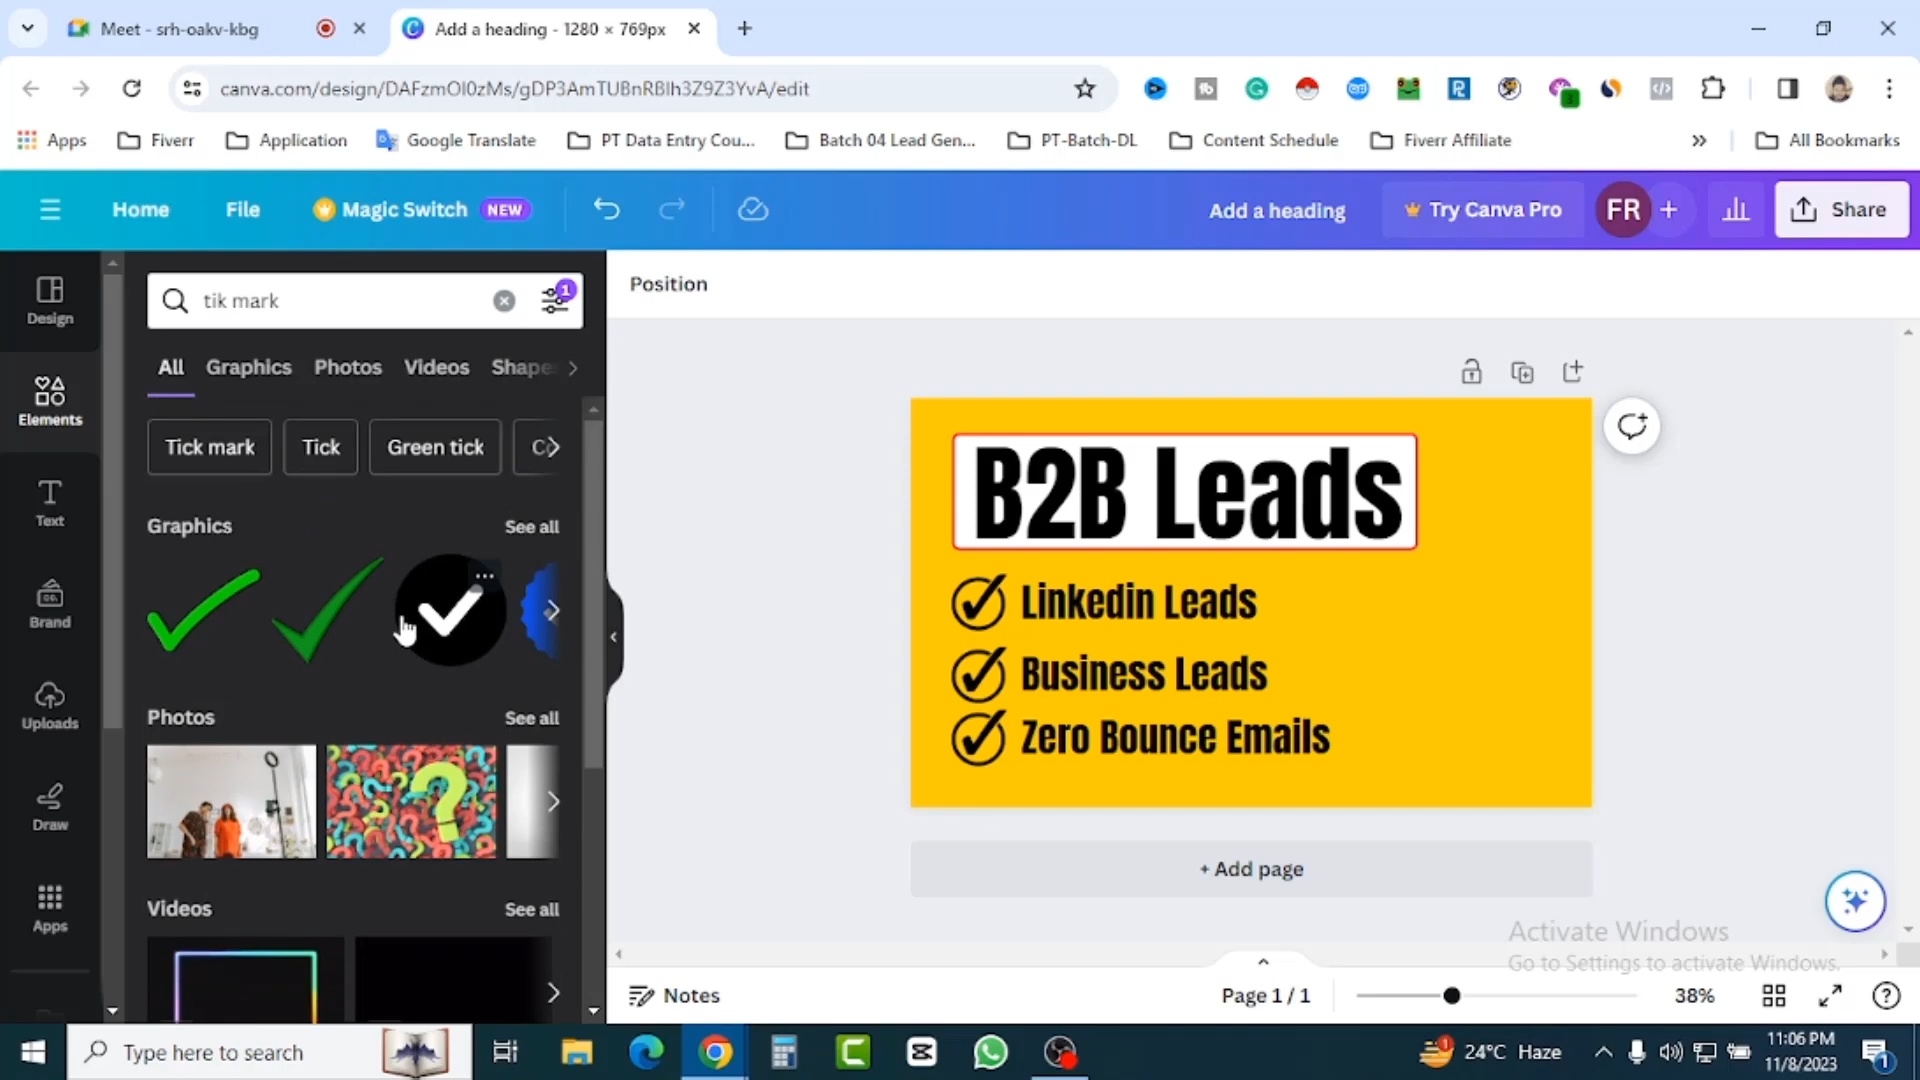 Meet - srh-oakv-kbg
Add a heading - 1280 × 769px
canva.com/design/DAFzmOl0zMs/gDP3AmTUBnRBlh3Z9Z3YvA/edit
Apps
Fiverr
Application
Google Translate
PT Data Entry Cou...
Batch 04 Lead Gen...
PT-Batch-DL
Content Schedule
Fiverr Affiliate
All Bookmarks
Home
File
Magic Switch NEW
Add a heading
Try Canva Pro
FR
Share
Design
Elements
Text
Brand
Uploads
Draw
Apps
tik mark
1
All
Graphics
Photos
Videos
Shape
Tick mark
Tick
Green tick
Graphics
See all
Photos
See all
Videos
See all
Position
B2B Leads
Linkedin Leads
Business Leads
Zero Bounce Emails
+ Add page
Activate Windows
Go to Settings to activate Windows.
Notes
Page 1 / 1
38%
Type here to search
24°C Haze
11:06 PM
11/8/2023
1